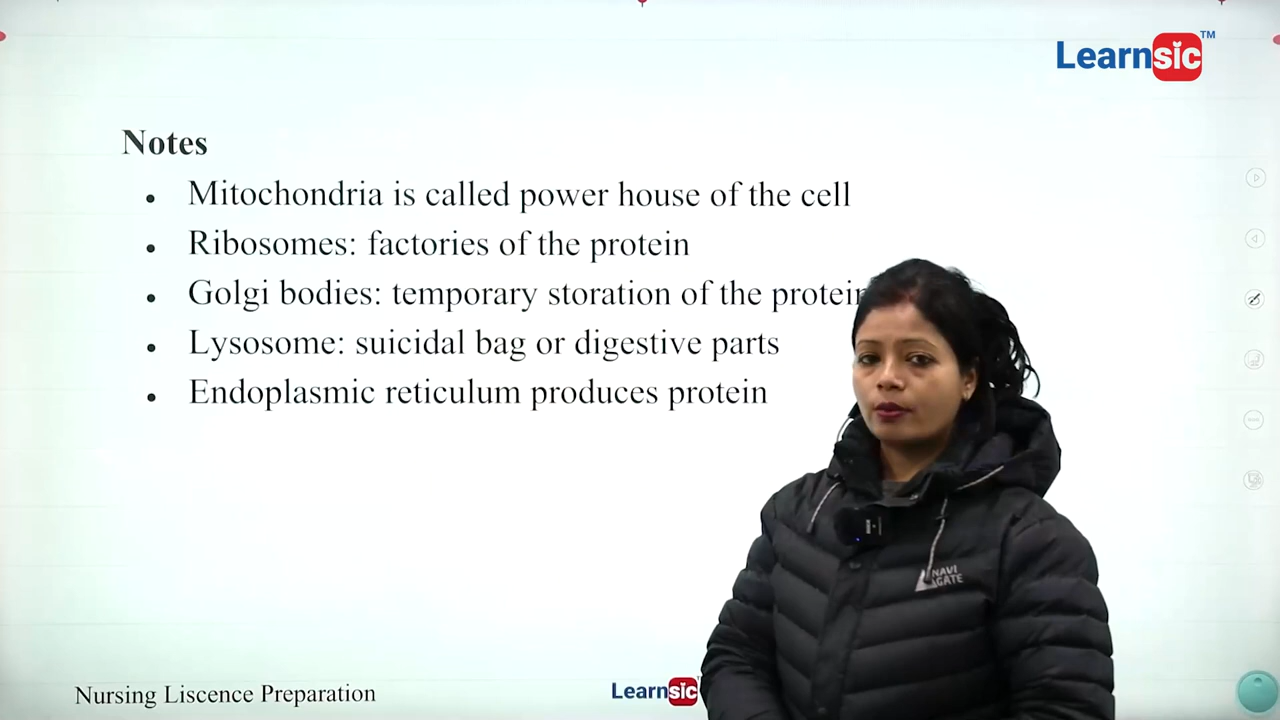 Learnsic™
Notes
• Mitochondria is called power house of the cell
• Ribosomes: factories of the protein
• Golgi bodies: temporary storation of the protein
• Lysosome: suicidal bag or digestive parts
• Endoplasmic reticulum produces protein
NAVI
GATE
Nursing Liscence Preparation
Learnsic